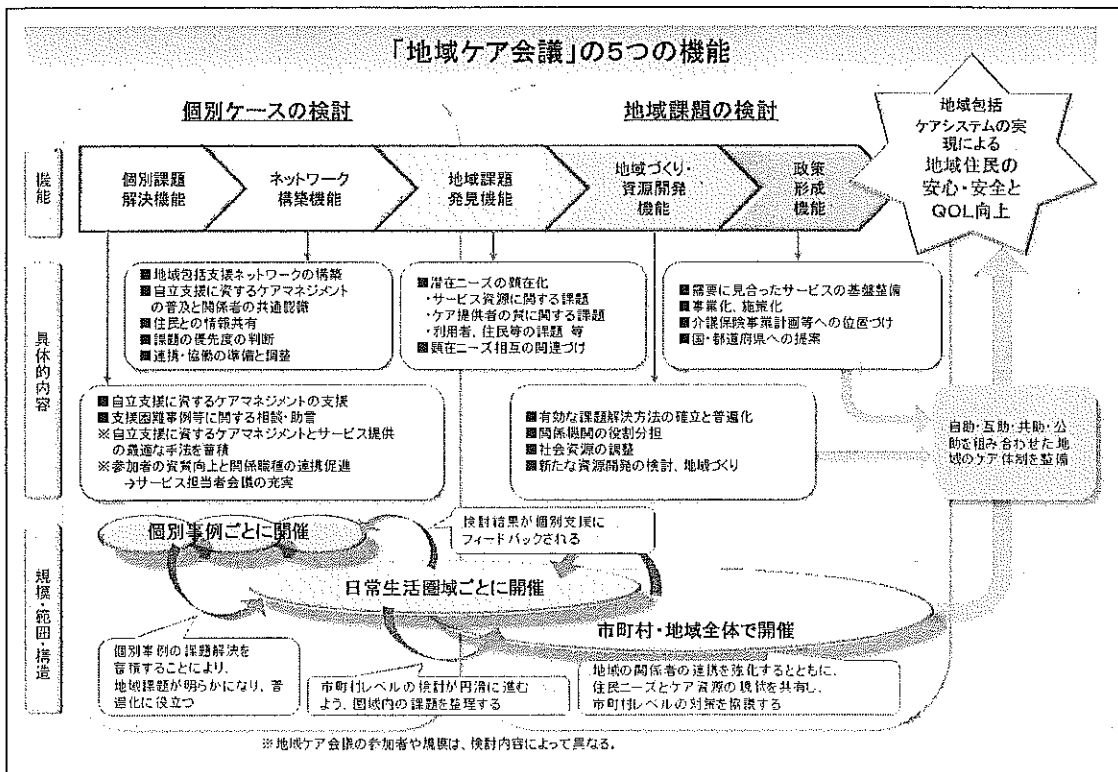 「地域ケア会議」の5つの機能
個別ケースの検討
地域課題の検討
機能
個別課題
解決機能
ネットワーク
構築機能
地域課題
発見機能
地域づくり・
資源開発
機能
政策
形成
機能
地域包括
ケアシステムの実
現による
地域住民の
安心・安全と
QOL向上
具体的内容
■地域包括支援ネットワークの構築
■自立支援に資するケアマネジメント
の普及と関係者の共通認識
■住民との情報共有
■課題の優先度の判断
■連携・協働の準備と調整
■潜在ニーズの顕在化
・サービス資源に関する課題
・ケア提供者の質に関する課題
・利用者、住民等の課題 等
■顕在ニーズ相互の関連づけ
■需要に見合ったサービスの基盤整備
■事業化、施策化
■介護保険事業計画等への位置づけ
■国・都道府県への提案
■自立支援に資するケアマネジメントの支援
■支援困難事例等に関する相談・助言
※自立支援に資するケアマネジメントとサービス提供
の最適な手法を蓄積
※参加者の資質向上と関係職種の連携促進
→サービス担当者会議の充実
■有効な課題解決方法の確立と普遍化
■関係機関の役割分担
■社会資源の調整
■新たな資源開発の検討、地域づくり
自助・互助・共助・公
助を組み合わせた地
域のケア体制を整備
規模・範囲・構造
個別事例ごとに開催
検討結果が個別支援に
フィードバックされる
日常生活圏域ごとに開催
市町村・地域全体で開催
個別事例の課題解決を
蓄積することにより、
地域課題が明らかになり、普
遍化に役立つ
市町村レベルの検討が円滑に進む
よう、圏域内の課題を整理する
地域の関係者の連携を強化するとともに、
住民ニーズとケア資源の現状を共有し、
市町村レベルの対策を協議する
※地域ケア会議の参加者や規模は、検討内容によって異なる。